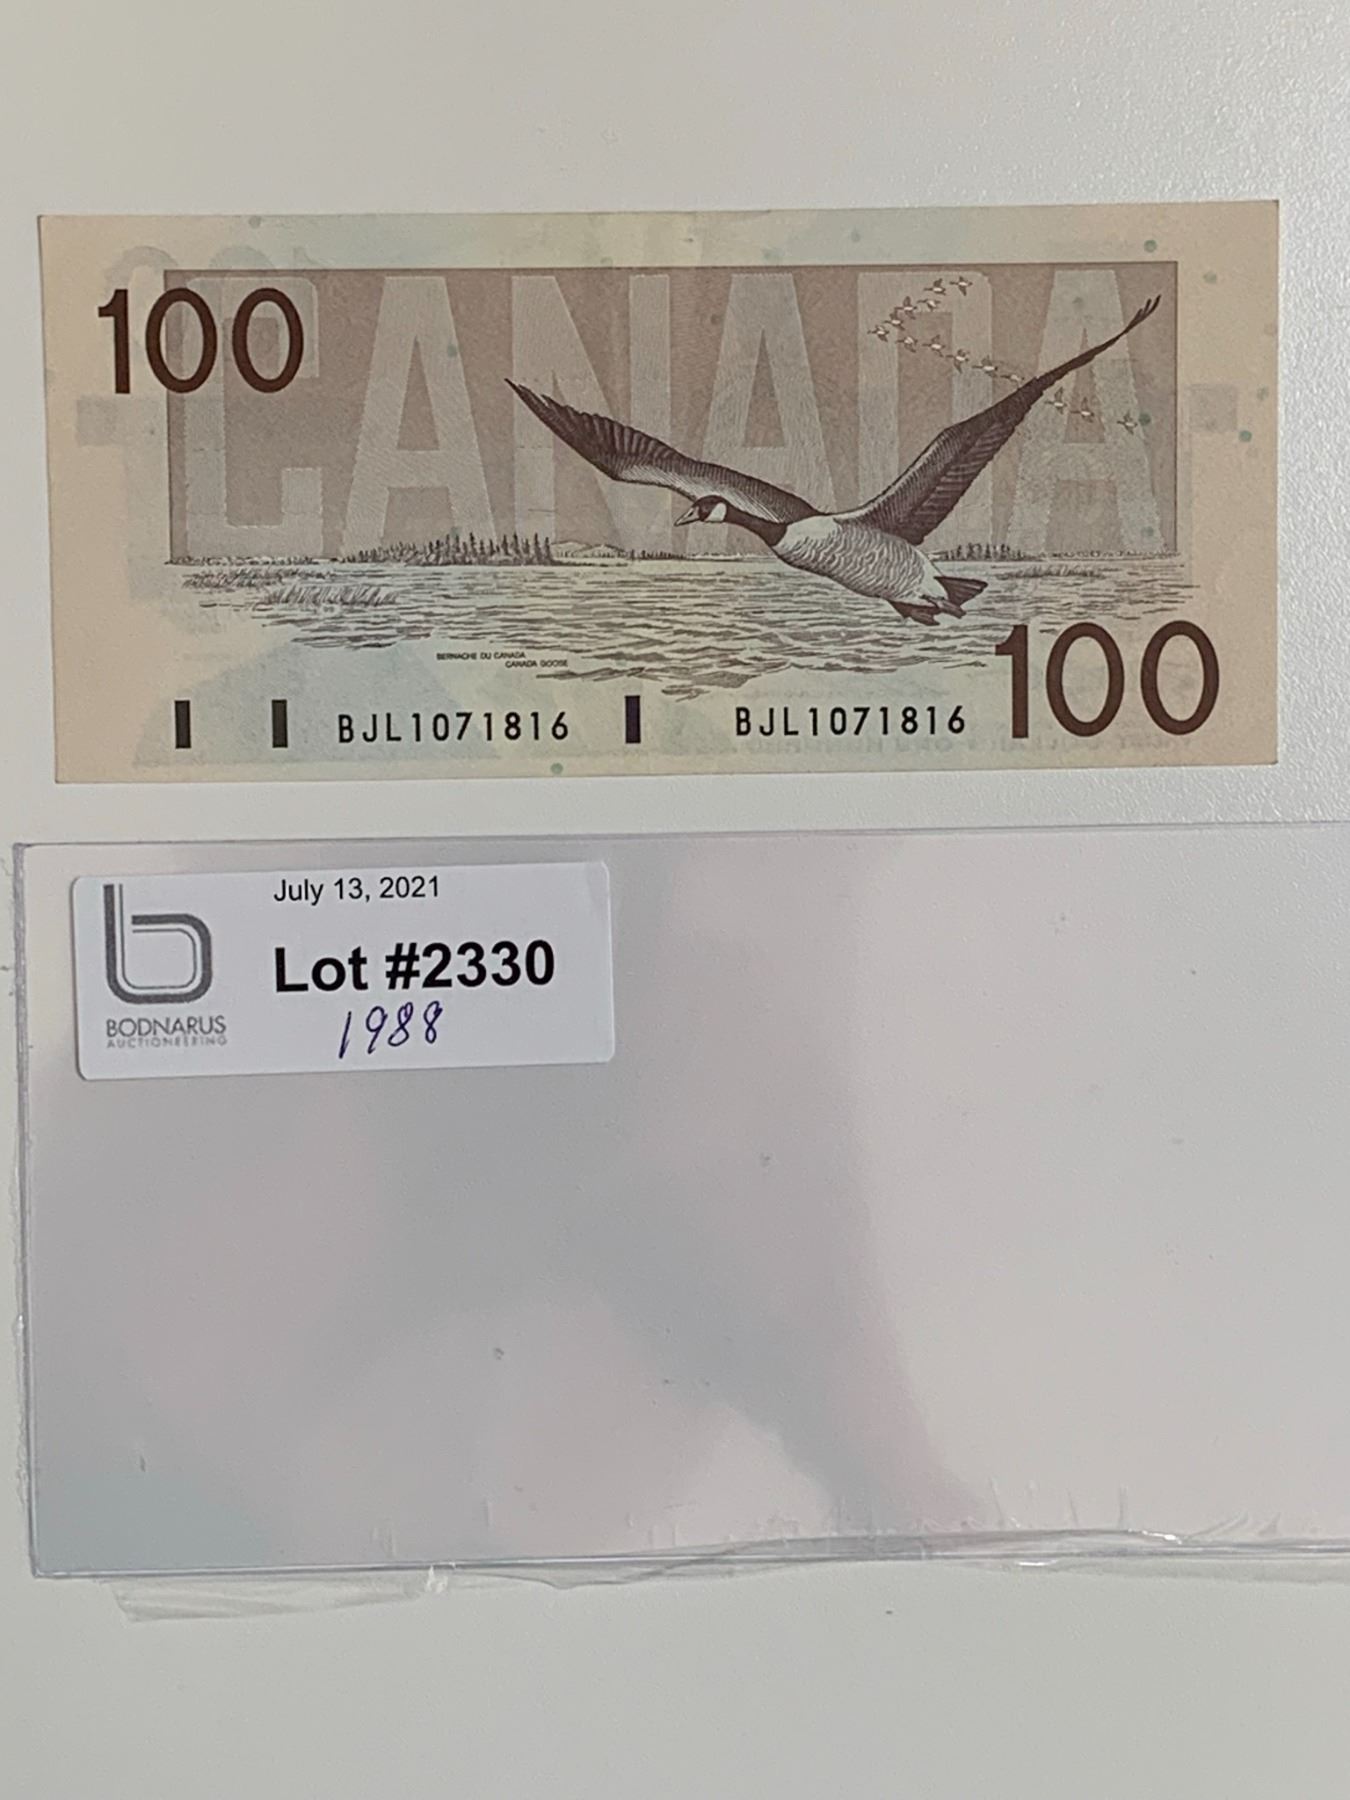 CANADA
100
BERNACHE DU CANADA
CANADA GOOSE
100
BJL1071816 BJL1071816
July 13, 2021
Lot #2330
1988
BODNARUS
AUCTIONEERING